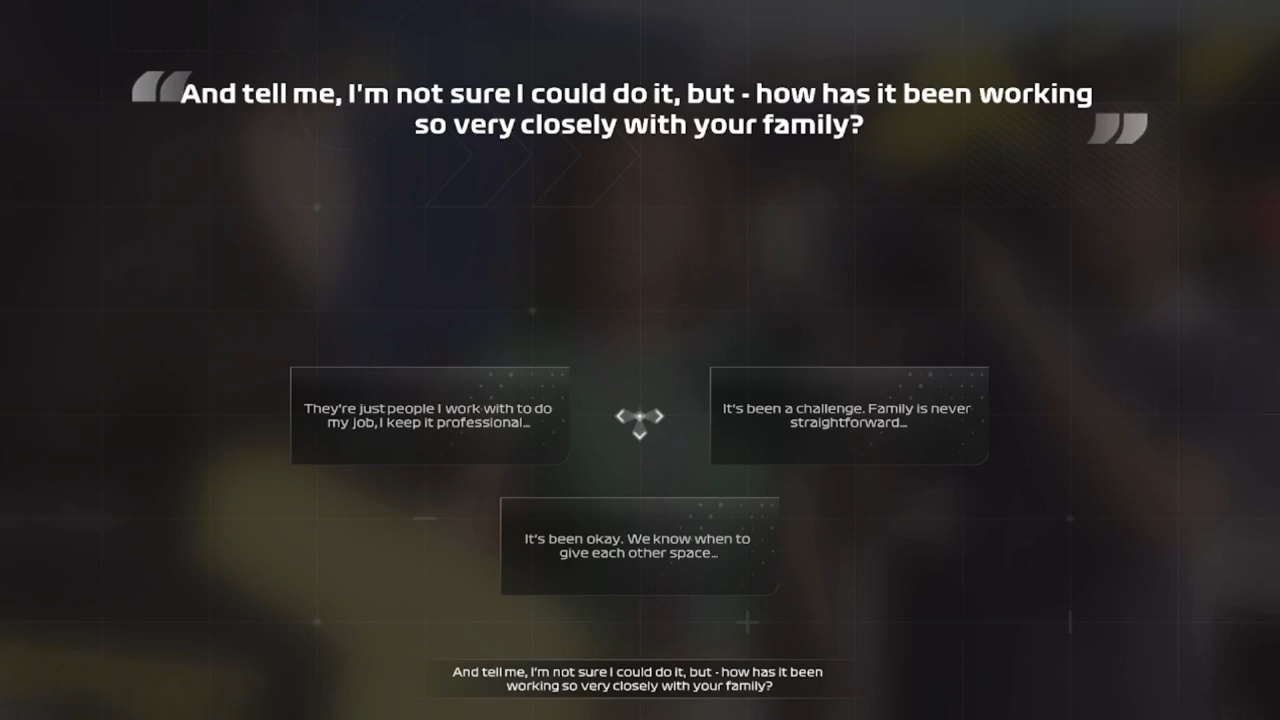 And tell me, I'm not sure I could do it, but - how has it been working
so very closely with your family?
They're just people I work with to do
my job, I keep it professional...
It's been a challenge. Family is never
straightforward...
It's been okay. We know when to
give each other space...
And tell me, I'm not sure I could do it, but - how has it been
working so very closely with your family?